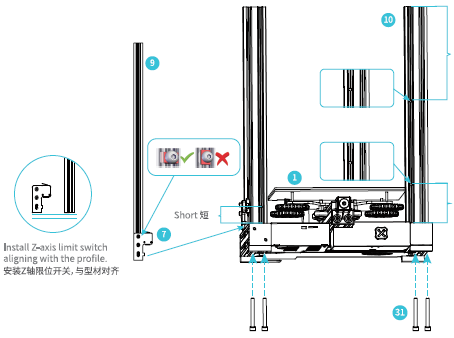 10
9
1
Short 短
7
Install Z-axis limit switch
aligning with the profile.
安装Z轴限位开关, 与型材对齐
31